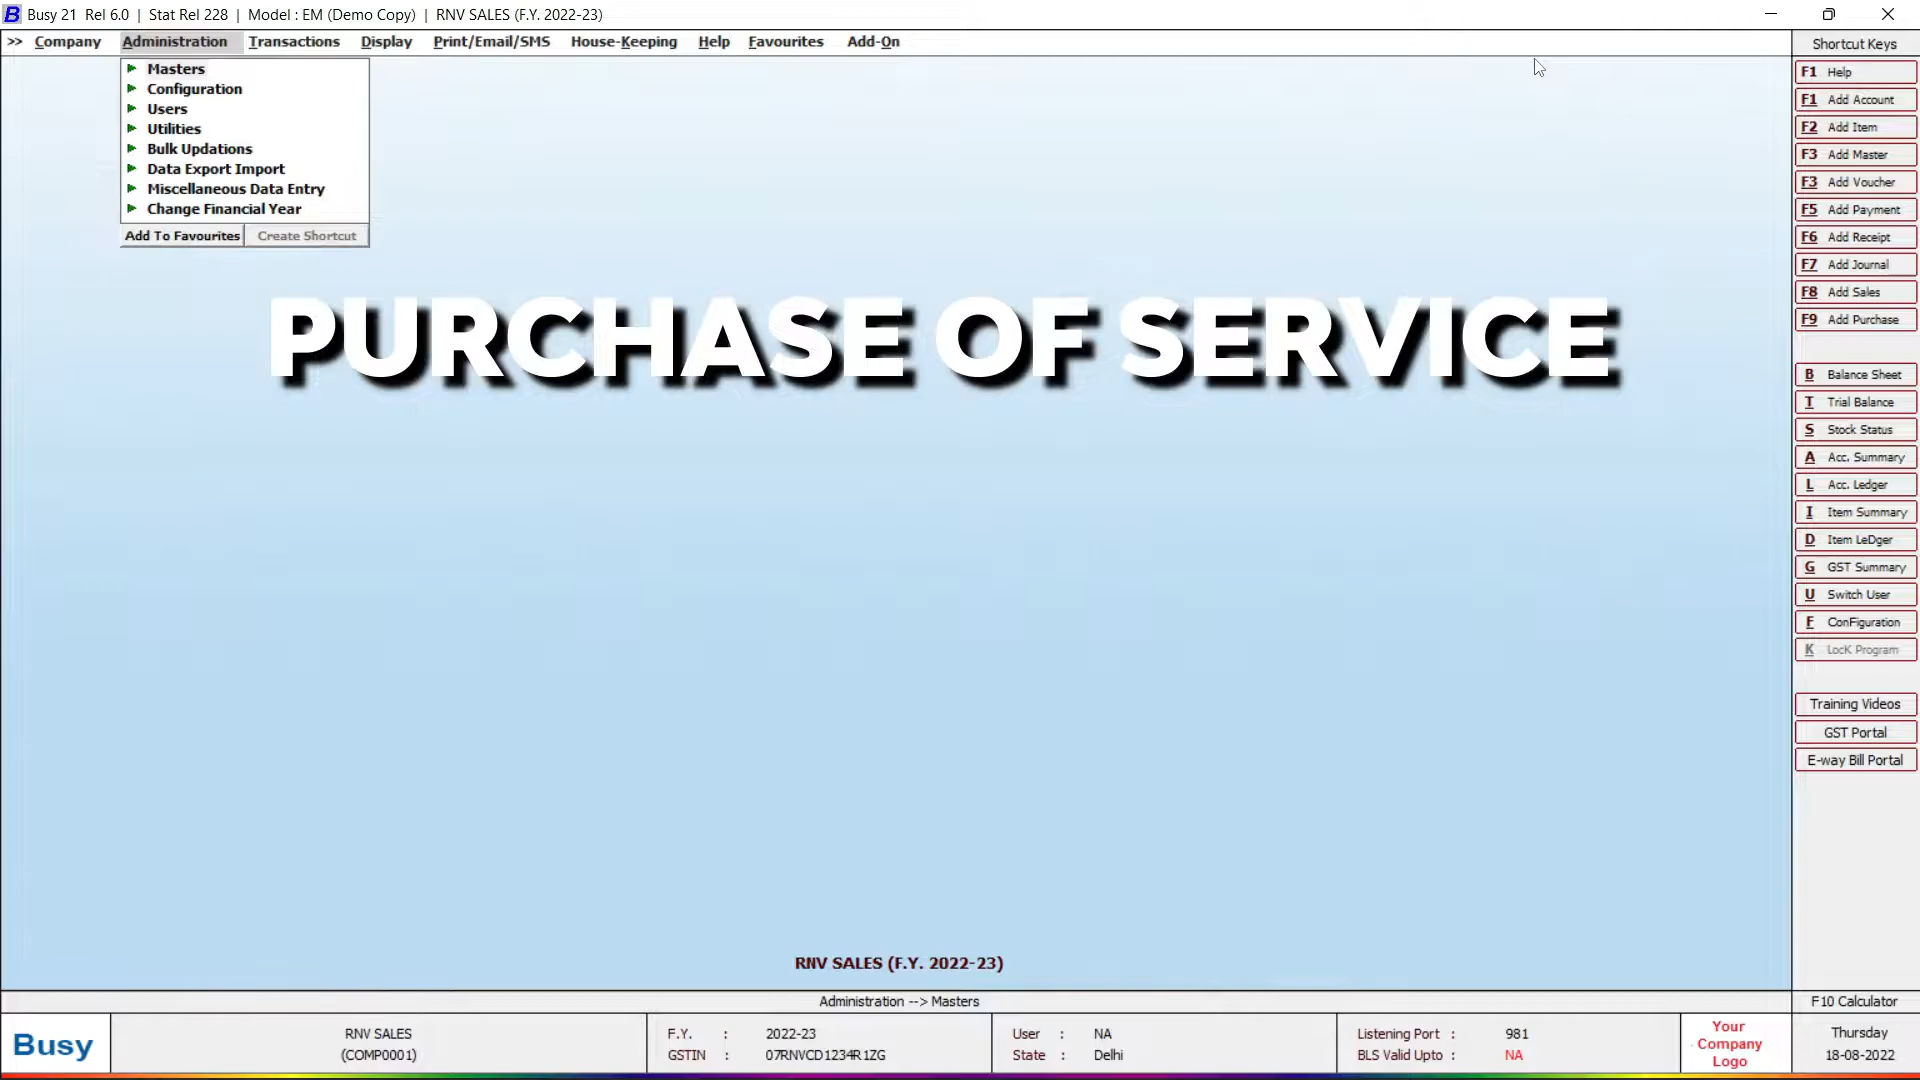 Busy 21  Rel 6.0  |  Stat Rel 228  |  Model : EM (Demo Copy)  |  RNV SALES (F.Y. 2022-23)
>> Company Administration Transactions Display Print/Email/SMS House-Keeping Help Favourites Add-On
Masters
Configuration
Users
Utilities
Bulk Updations
Data Export Import
Miscellaneous Data Entry
Change Financial Year
Add To Favourites Create Shortcut
PURCHASE OF SERVICE
RNV SALES (F.Y. 2022-23)
Shortcut Keys
F1 Help
F1 Add Account
F2 Add Item
F3 Add Master
F3 Add Voucher
F5 Add Payment
F6 Add Receipt
F7 Add Journal
F8 Add Sales
F9 Add Purchase
B Balance Sheet
T Trial Balance
S Stock Status
A Acc. Summary
L Acc. Ledger
I Item Summary
D Item LeDger
G GST Summary
U Switch User
F ConFiguration
K LocK Program
Training Videos
GST Portal
E-way Bill Portal
Administration --> Masters
F10 Calculator
Busy
RNV SALES
(COMP0001)
F.Y. : 2022-23
GSTIN : 07RNVCD1234R1ZG
User : NA
State : Delhi
Listening Port : 981
BLS Valid Upto : NA
Your
Company
Logo
Thursday
18-08-2022